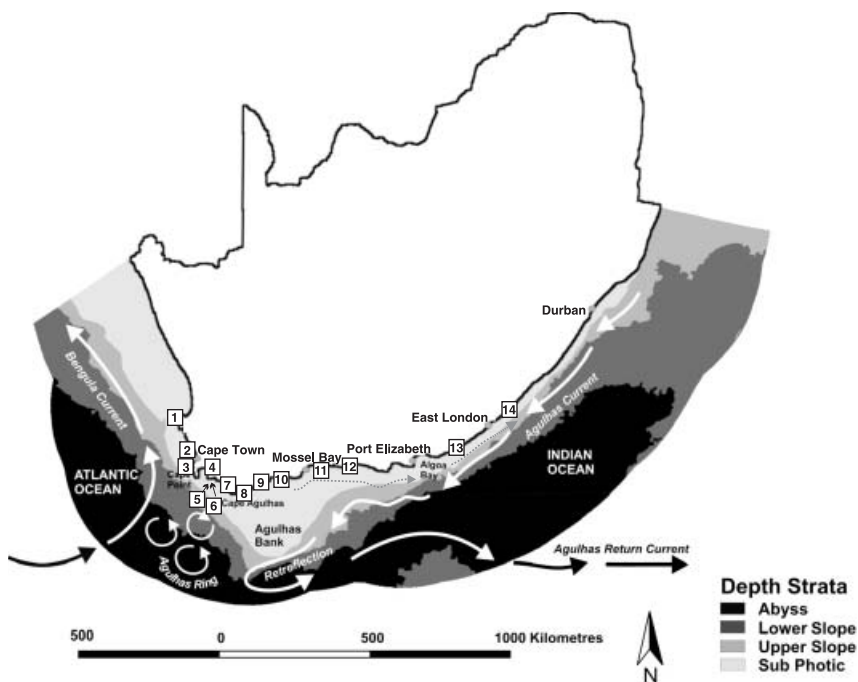 Durban
Bengula Current
1
East London
14
Agulhas Current
2
Cape Town
Mossel Bay
Port Elizabeth
13
ATLANTIC
OCEAN
3
4
Cape
Point
7
8
9
10
11
12
Algoa
Bay
INDIAN
OCEAN
5
6
Cape Agulhas
Agulhas
Bank
Agulhas Ring
Retroflection
Agulhas Return Current
Depth Strata
Abyss
Lower Slope
Upper Slope
Sub Photic
500
0
500
1000 Kilometres
N